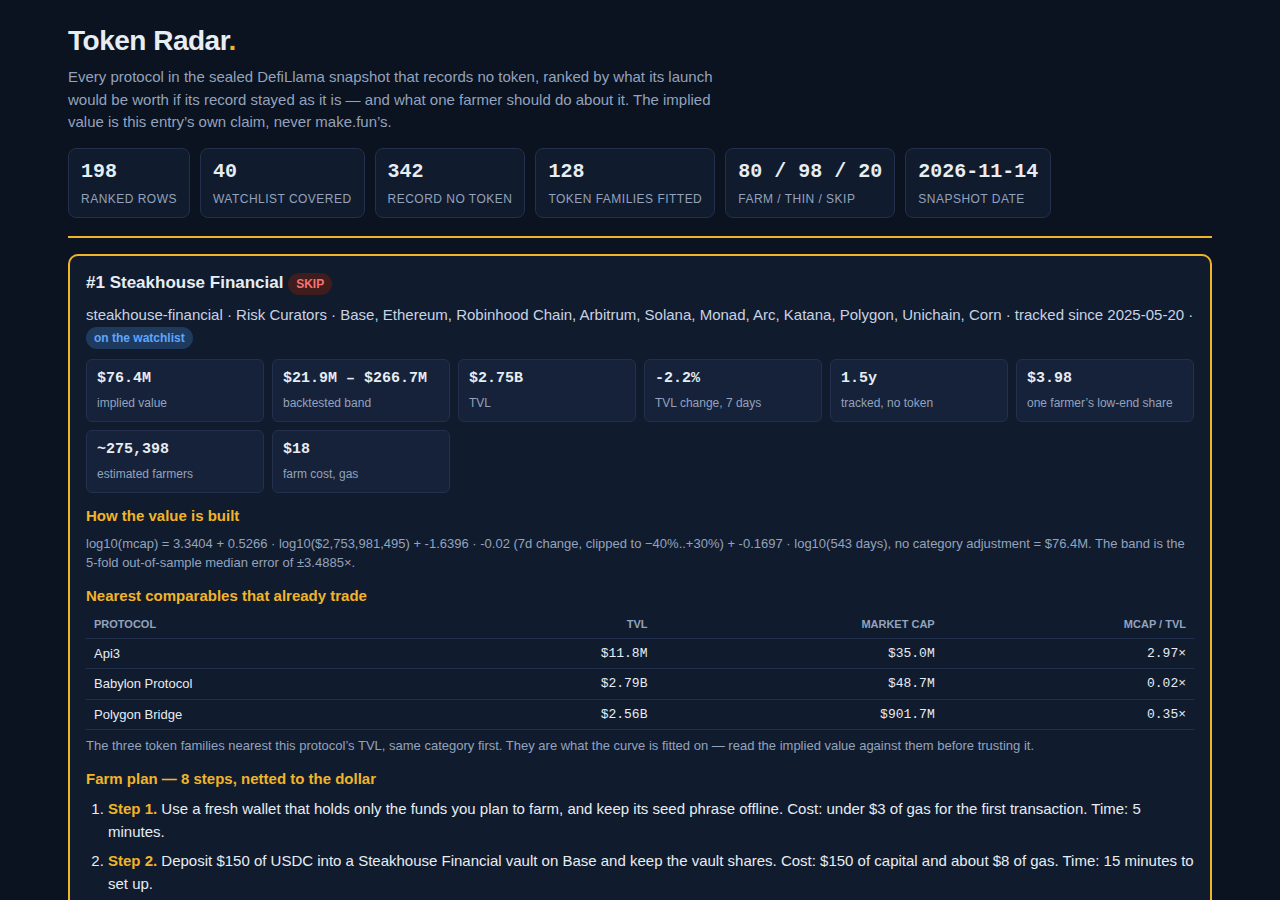 Token Radar.
Every protocol in the sealed DefiLlama snapshot that records no token, ranked by what its launch
would be worth if its record stayed as it is — and what one farmer should do about it. The implied
value is this entry’s own claim, never make.fun’s.
198
RANKED ROWS
40
WATCHLIST COVERED
342
RECORD NO TOKEN
128
TOKEN FAMILIES FITTED
80 / 98 / 20
FARM / THIN / SKIP
2026-11-14
SNAPSHOT DATE
#1 Steakhouse Financial SKIP
steakhouse-financial · Risk Curators · Base, Ethereum, Robinhood Chain, Arbitrum, Solana, Monad, Arc, Katana, Polygon, Unichain, Corn · tracked since 2025-05-20 ·
on the watchlist
$76.4M
implied value
$21.9M – $266.7M
backtested band
$2.75B
TVL
-2.2%
TVL change, 7 days
1.5y
tracked, no token
$3.98
one farmer’s low-end share
~275,398
estimated farmers
$18
farm cost, gas
How the value is built
log10(mcap) = 3.3404 + 0.5266 · log10($2,753,981,495) + -1.6396 · -0.02 (7d change, clipped to −40%..+30%) + -0.1697 · log10(543 days), no category adjustment = $76.4M. The band is the
5-fold out-of-sample median error of ±3.4885×.
Nearest comparables that already trade
PROTOCOL TVL MARKET CAP MCAP / TVL
Api3 $11.8M $35.0M 2.97×
Babylon Protocol $2.79B $48.7M 0.02×
Polygon Bridge $2.56B $901.7M 0.35×
The three token families nearest this protocol’s TVL, same category first. They are what the curve is fitted on — read the implied value against them before trusting it.
Farm plan — 8 steps, netted to the dollar
1. Step 1. Use a fresh wallet that holds only the funds you plan to farm, and keep its seed phrase offline. Cost: under $3 of gas for the first transaction. Time: 5
minutes.
2. Step 2. Deposit $150 of USDC into a Steakhouse Financial vault on Base and keep the vault shares. Cost: $150 of capital and about $8 of gas. Time: 15 minutes to
set up.